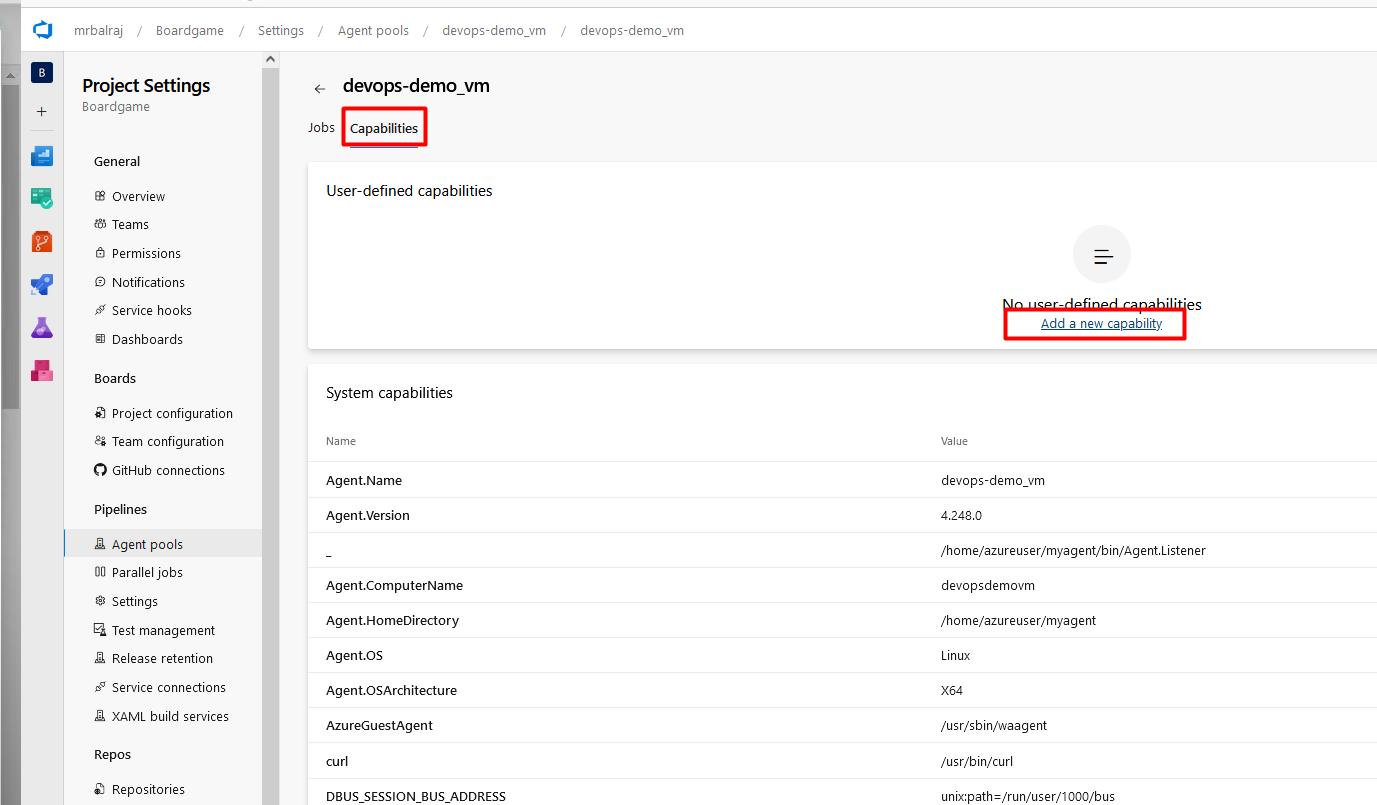 mrbalraj / Boardgame / Settings / Agent pools / devops-demo_vm / devops-demo_vm
B
Project Settings
Boardgame
General
Overview
Teams
Permissions
Notifications
Service hooks
Dashboards
Boards
Project configuration
Team configuration
GitHub connections
Pipelines
Agent pools
Parallel jobs
Settings
Test management
Release retention
Service connections
XAML build services
Repos
Repositories
devops-demo_vm
Jobs Capabilities
User-defined capabilities
No user-defined capabilities
Add a new capability
System capabilities
Name Value
Agent.Name devops-demo_vm
Agent.Version 4.248.0
_ /home/azureuser/myagent/bin/Agent.Listener
Agent.ComputerName devopsdemovm
Agent.HomeDirectory /home/azureuser/myagent
Agent.OS Linux
Agent.OSArchitecture X64
AzureGuestAgent /usr/sbin/waagent
curl /usr/bin/curl
DBUS_SESSION_BUS_ADDRESS unix:path=/run/user/1000/bus